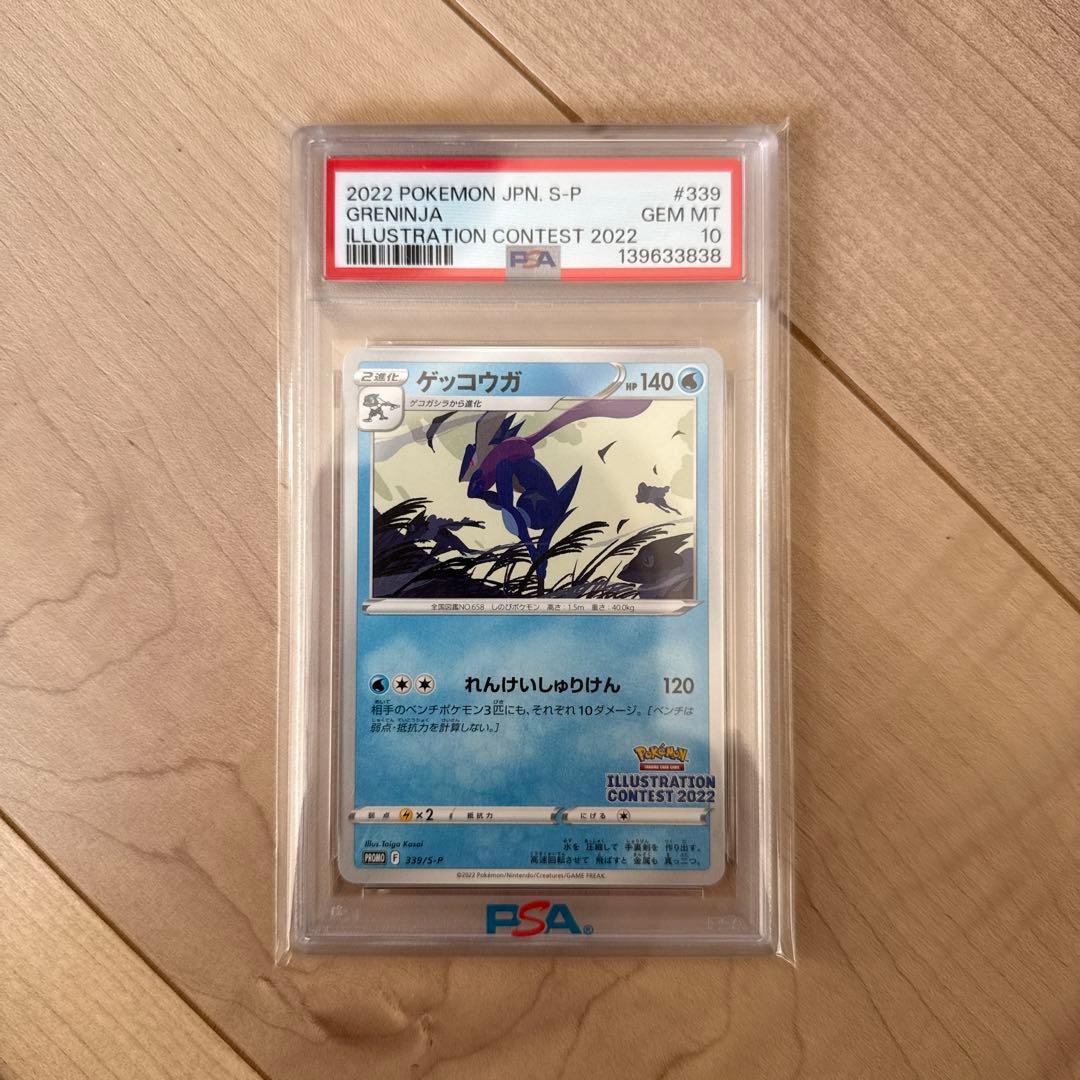 2022 POKEMON JPN. S-P #339
GRENINJA GEM MT
ILLUSTRATION CONTEST 2022 10
PSA 139633838
2進化 ゲッコウガ HP 140
ゲコガシラから進化
全国図鑑NO.658 しのびポケモン 高さ:1.5m 重さ:40.0kg
れんけいしゅりけん 120
相手のベンチポケモン3匹にも、それぞれ10ダメージ。[ベンチは
弱点・抵抗力を計算しない。]
Pokémon
TRADING CARD GAME
ILLUSTRATION
CONTEST 2022
弱点 ×2 抵抗力 にげる
Illus. Taiga Kasai
水を圧縮して手裏剣を作り出す。
高速回転させて飛ばすと金属も真っ二つ。
PROMO F 339/S-P
©2022 Pokémon/Nintendo/Creatures/GAME FREAK.
PSA®